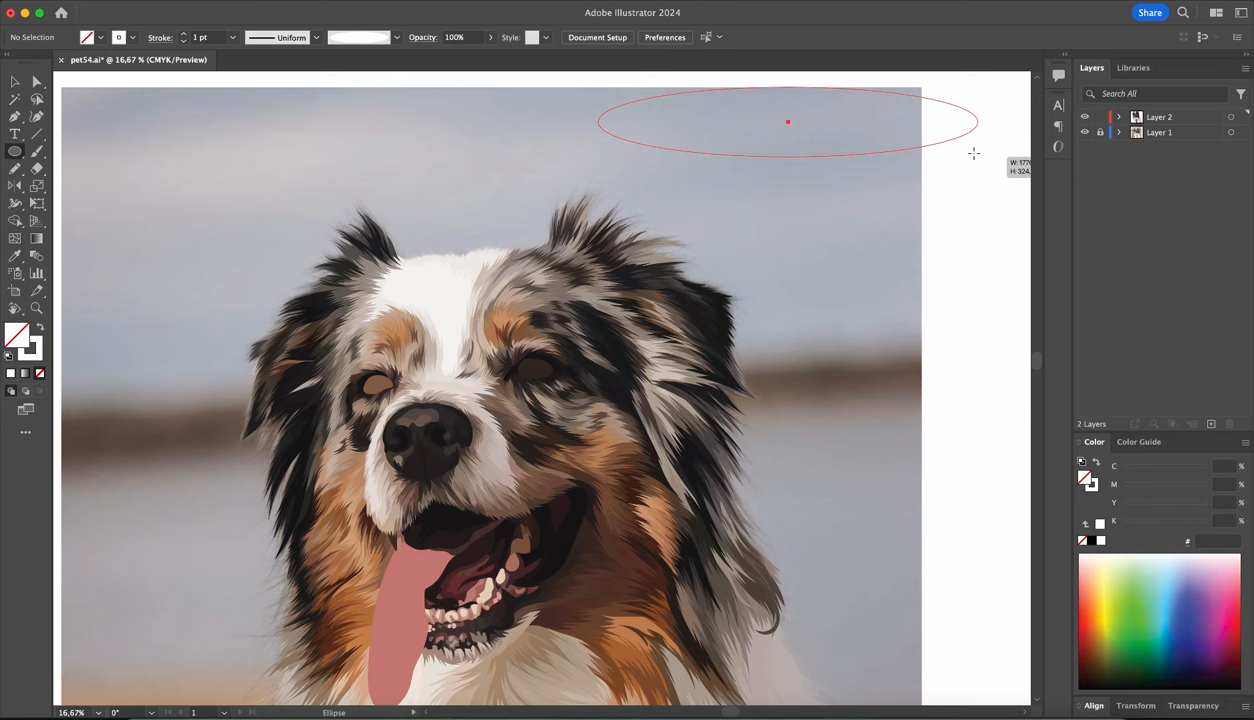 Adobe Illustrator 2024
Share
No Selection
Stroke:
1 pt
Uniform
Opacity:
100%
Style:
Document Setup
Preferences
× pet54.ai* @ 16,67 % (CMYK/Preview)
Layers
Libraries
Search All
Layer 2
Layer 1
W: 177
H: 324,
2 Layers
Color
Color Guide
C
%
M
%
Y
%
K
%
#
16,67%
0°
1
Ellipse
Align
Transform
Transparency